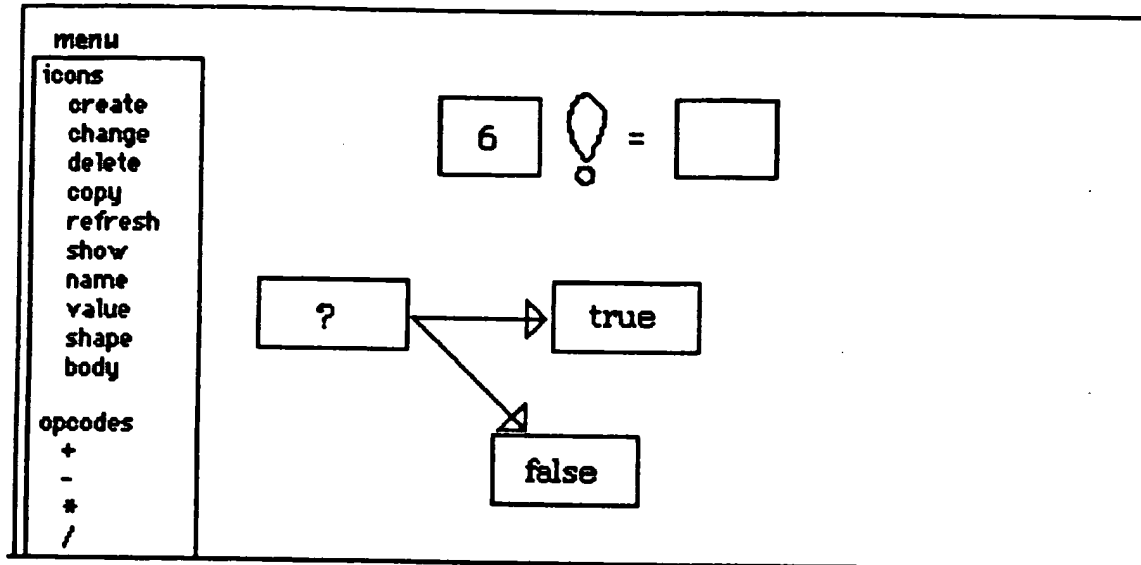 menu
icons
create
change
delete
copy
refresh
show
name
value
shape
body
opcodes
+
-
*
/
6 ! =
? true
false